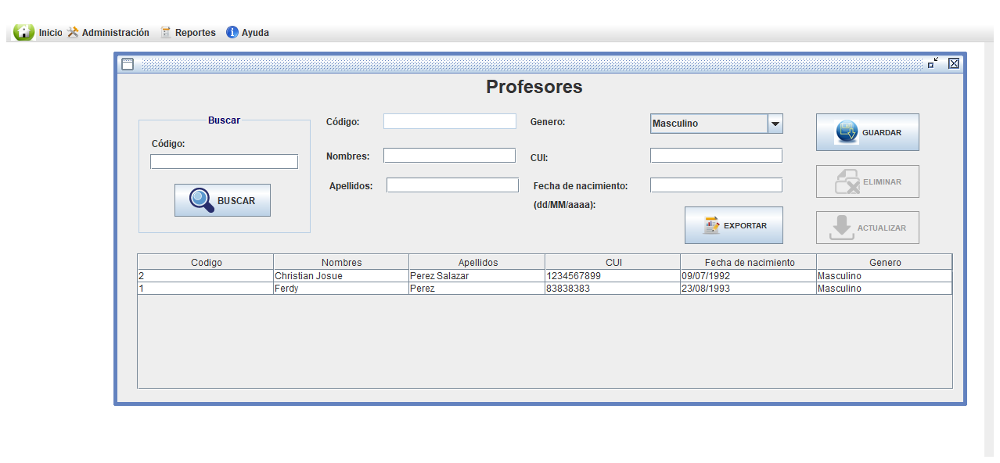 Inicio Administración Reportes Ayuda
Profesores
Buscar
Código:
BUSCAR
Código:
Nombres:
Apellidos:
Genero: Masculino
CUI:
Fecha de nacimiento:
(dd/MM/aaaa):
EXPORTAR
GUARDAR
ELIMINAR
ACTUALIZAR
Codigo Nombres Apellidos CUI Fecha de nacimiento Genero
2 Christian Josue Perez Salazar 1234567899 09/07/1992 Masculino
1 Ferdy Perez 83838383 23/08/1993 Masculino